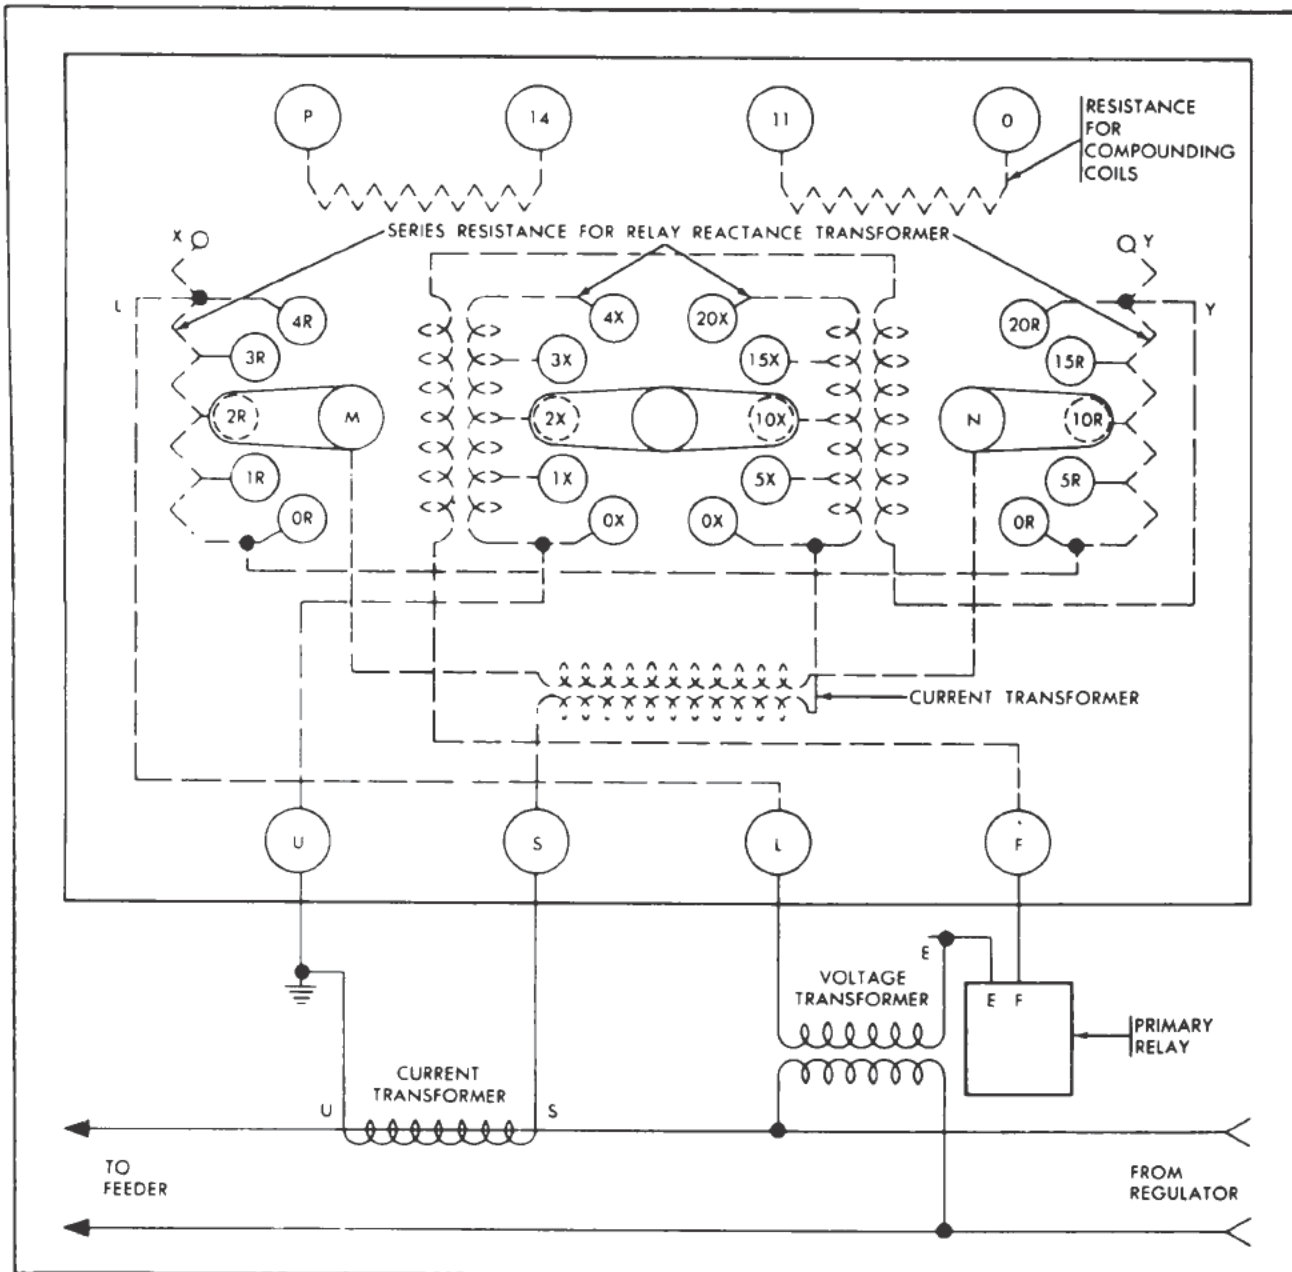 P 14 11 0
RESISTANCE
FOR
COMPOUNDING
COILS
SERIES RESISTANCE FOR RELAY REACTANCE TRANSFORMER
X Y
L 4R 4X 20X 20R Y
3R 3X 15X 15R
2R M 2X 10X N 10R
1R 1X 5X 5R
0R 0X 0X 0R
CURRENT TRANSFORMER
U S L F
E
VOLTAGE
TRANSFORMER
E F
PRIMARY
RELAY
CURRENT
TRANSFORMER
U S
TO
FEEDER
FROM
REGULATOR